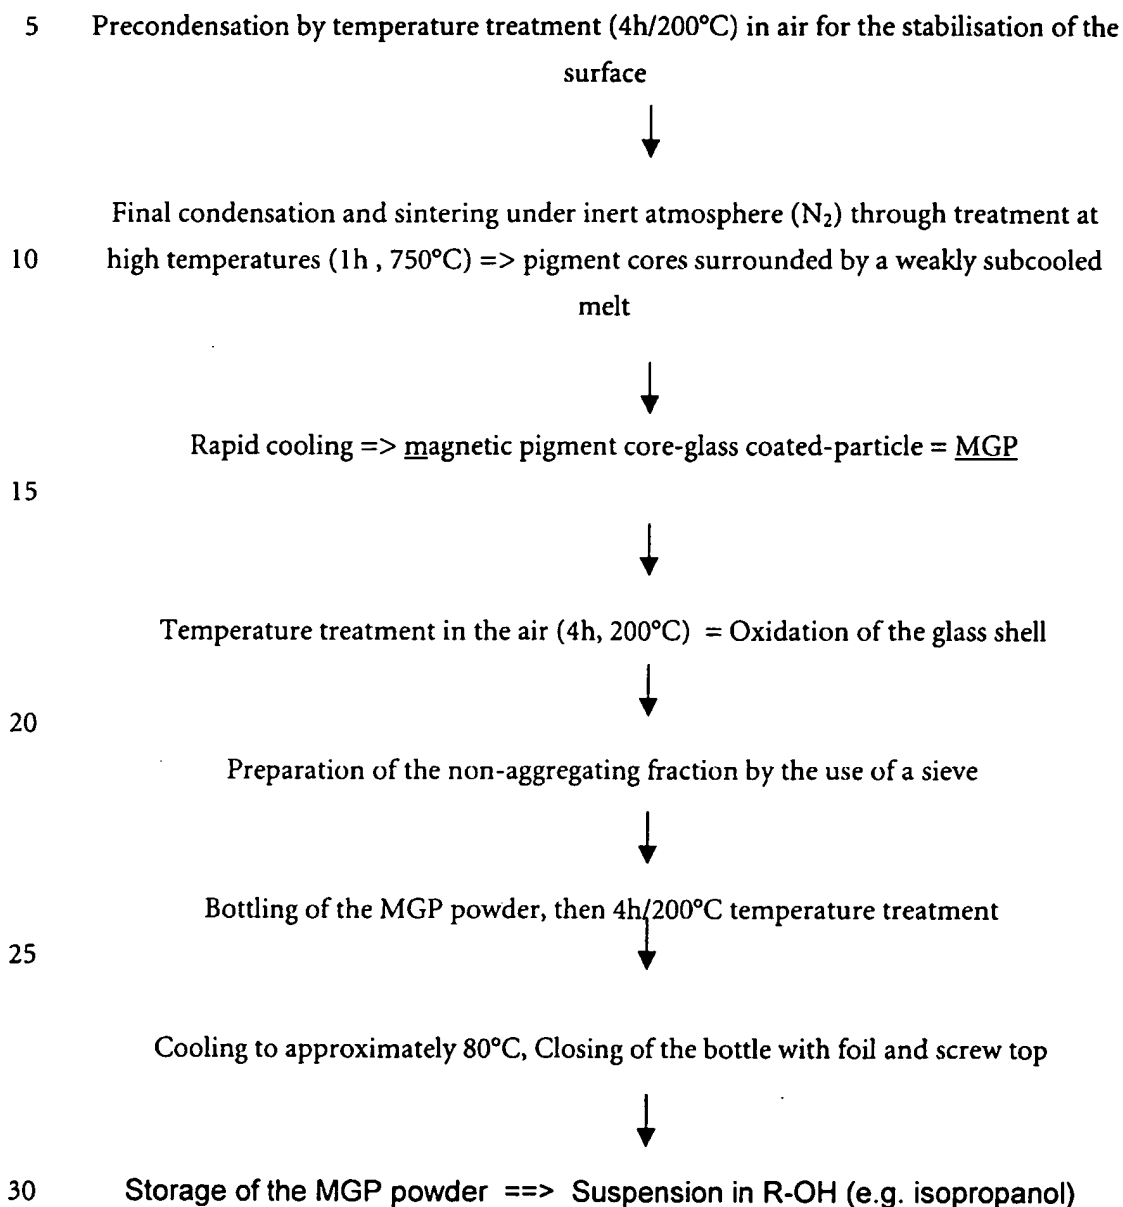 5 Precondensation by temperature treatment (4h/200°C) in air for the stabilisation of the
surface
Final condensation and sintering under inert atmosphere (N₂) through treatment at
10 high temperatures (1h , 750°C) => pigment cores surrounded by a weakly subcooled
melt
Rapid cooling => magnetic pigment core-glass coated-particle = MGP
15
Temperature treatment in the air (4h, 200°C) = Oxidation of the glass shell
20
Preparation of the non-aggregating fraction by the use of a sieve
Bottling of the MGP powder, then 4h/200°C temperature treatment
25
Cooling to approximately 80°C, Closing of the bottle with foil and screw top
30 Storage of the MGP powder ==> Suspension in R-OH (e.g. isopropanol)